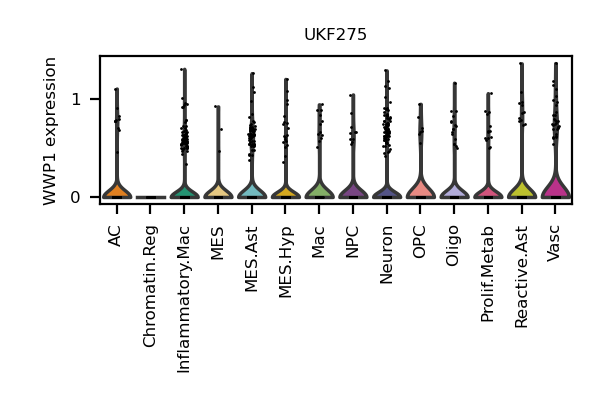 UKF275
WWP1 expression
1
0
AC
Chromatin.Reg
Inflammatory.Mac
MES
MES.Ast
MES.Hyp
Mac
NPC
Neuron
OPC
Oligo
Prolif.Metab
Reactive.Ast
Vasc